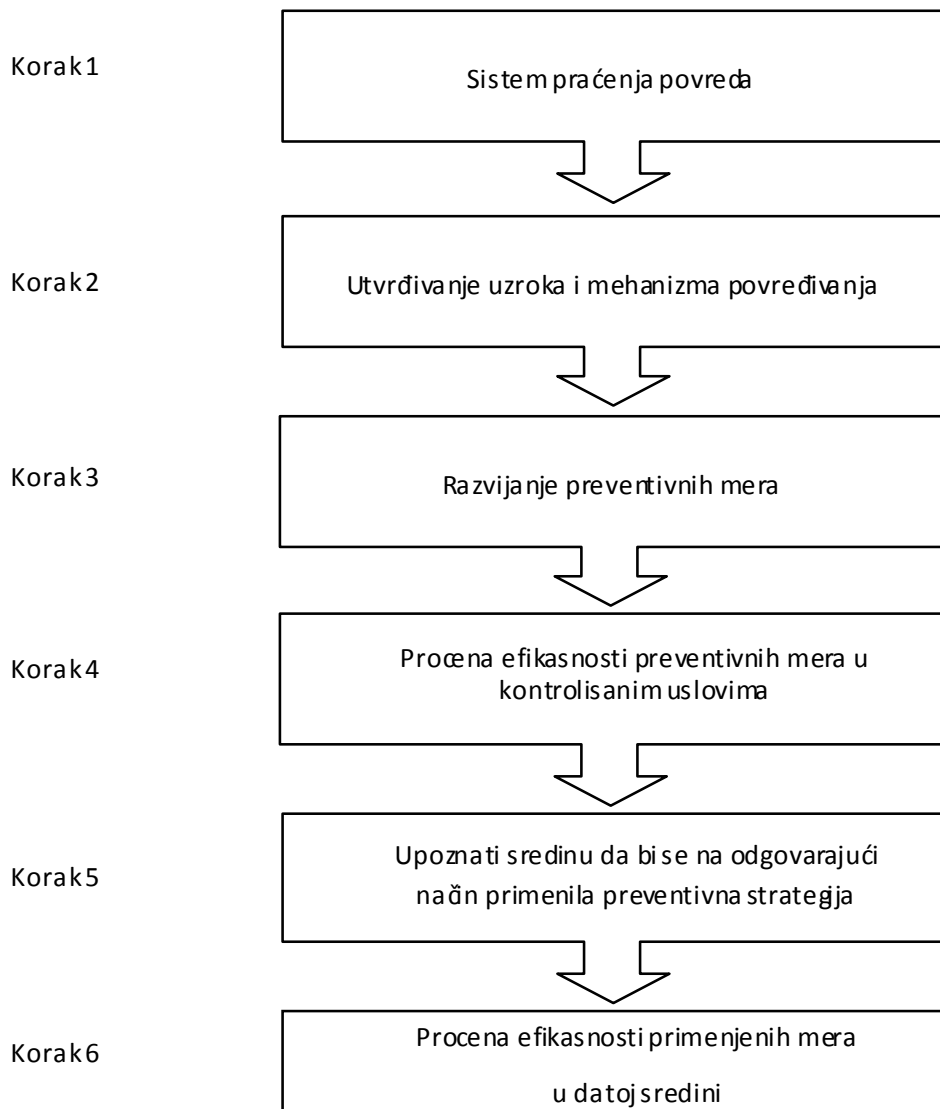 Korak 1
Sistem praćenja povreda
Korak 2
Utvrđivanje uzroka i mehanizma povređivanja
Korak 3
Razvijanje preventivnih mera
Korak 4
Procena efikasnosti preventivnih mera u
kontrolisanim uslovima
Korak 5
Upoznati sredinu da bi se na odgovarajući
način primenila preventivna strategija
Korak 6
Procena efikasnosti primenjenih mera
u datoj sredini